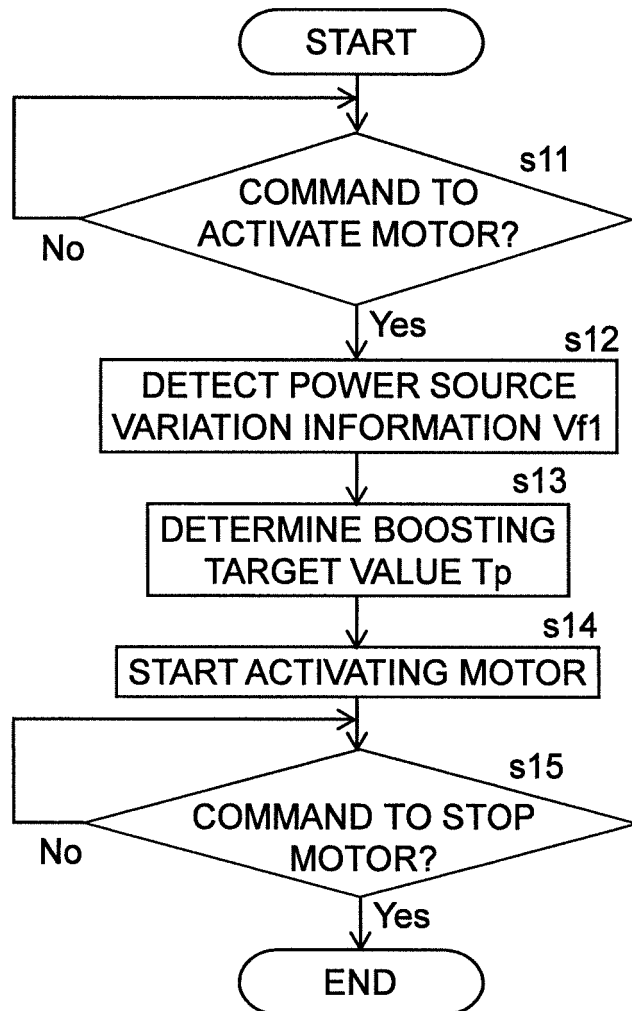 START
s11
COMMAND TO
ACTIVATE MOTOR?
No
Yes
s12
DETECT POWER SOURCE
VARIATION INFORMATION Vf1
s13
DETERMINE BOOSTING
TARGET VALUE Tp
s14
START ACTIVATING MOTOR
s15
COMMAND TO STOP
MOTOR?
No
Yes
END